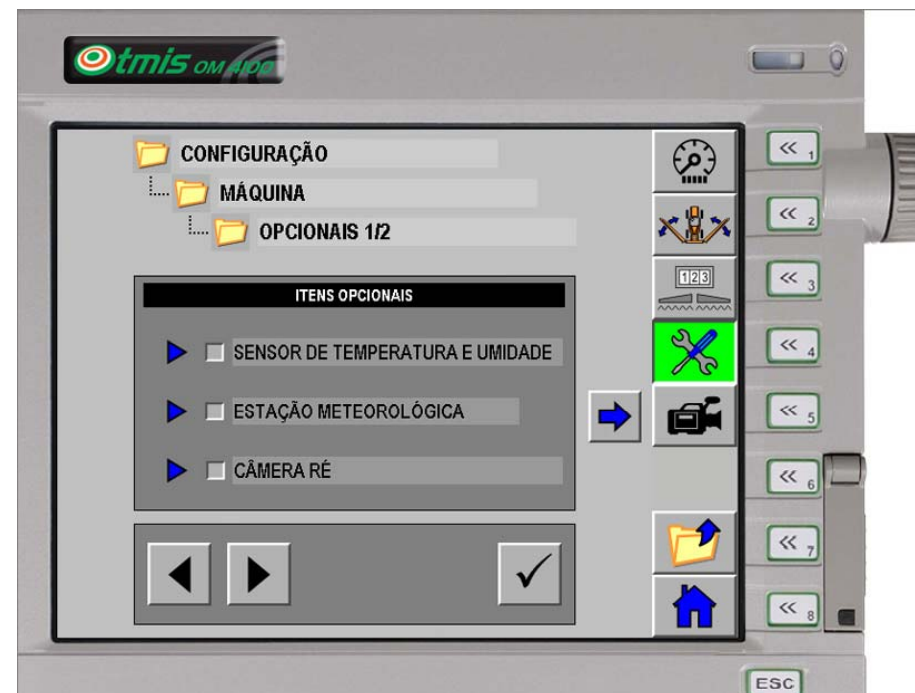 Otmis OM 4100
CONFIGURAÇÃO
MÁQUINA
OPCIONAIS 1/2
ITENS OPCIONAIS
SENSOR DE TEMPERATURA E UMIDADE
ESTAÇÃO METEOROLÓGICA
CÂMERA RÉ
123
<< 1
<< 2
<< 3
<< 4
<< 5
<< 6
<< 7
<< 8
ESC